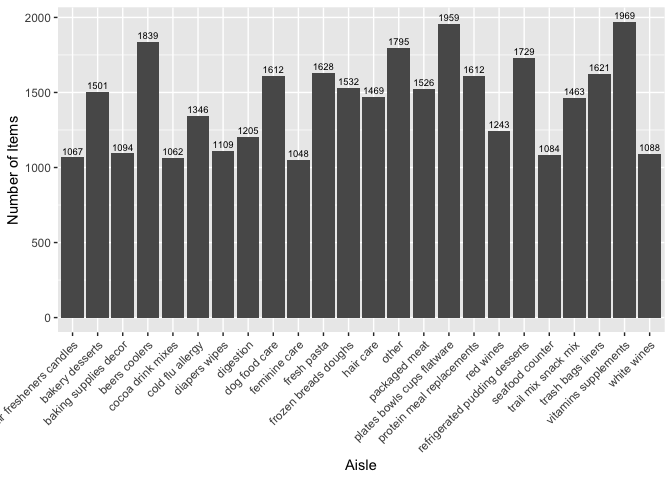 2000
1500
1000
500
0
Number of Items
1067
1501
1094
1839
1062
1346
1109
1205
1612
1048
1628
1532
1469
1795
1526
1959
1612
1243
1729
1084
1463
1621
1969
1088
fresheners candles
bakery desserts
baking supplies decor
beers coolers
cocoa drink mixes
cold flu allergy
diapers wipes
digestion
dog food care
feminine care
fresh pasta
frozen breads doughs
hair care
other
packaged meat
plates bowls cups flatware
protein meal replacements
red wines
refrigerated pudding desserts
seafood counter
trail mix snack mix
trash bags liners
vitamins supplements
white wines
Aisle